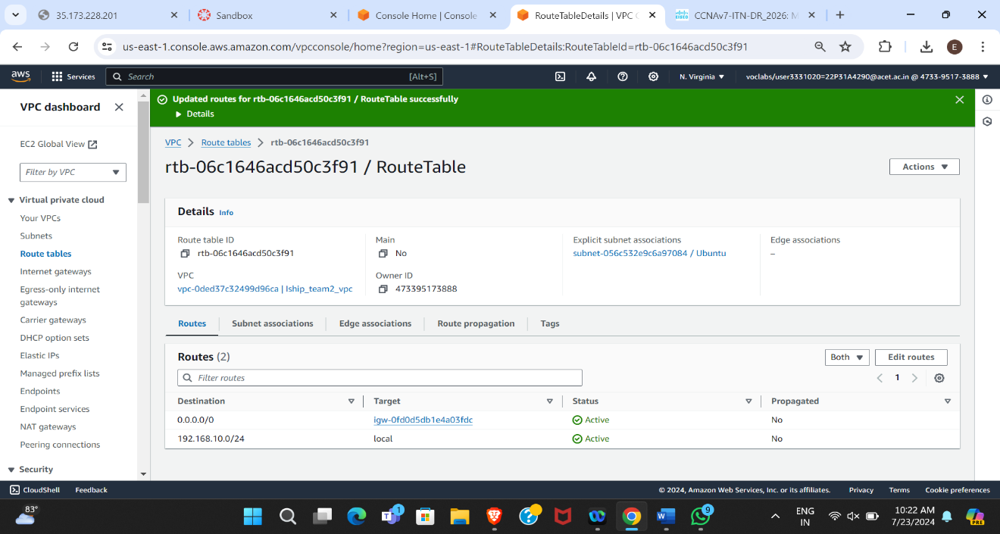 35.173.228.201
Sandbox
Console Home | Console
RouteTableDetails | VPC C
CCNAv7-ITN-DR_2026: M
us-east-1.console.aws.amazon.com/vpcconsole/home?region=us-east-1#RouteTableDetails:RouteTableId=rtb-06c1646acd50c3f91
E
aws
Services
Search
[Alt+S]
N. Virginia
voclabs/user3331020=22P31A4290@acet.ac.in @ 4733-9517-3888
VPC dashboard
EC2 Global View
Filter by VPC
Virtual private cloud
Your VPCs
Subnets
Route tables
Internet gateways
Egress-only internet
gateways
Carrier gateways
DHCP option sets
Elastic IPs
Managed prefix lists
Endpoints
Endpoint services
NAT gateways
Peering connections
Security
Updated routes for rtb-06c1646acd50c3f91 / RouteTable successfully
Details
VPC
Route tables
rtb-06c1646acd50c3f91
rtb-06c1646acd50c3f91 / RouteTable
Actions
Details Info
Route table ID
rtb-06c1646acd50c3f91
Main
No
Explicit subnet associations
subnet-056c532e9c6a97084 / Ubuntu
Edge associations
–
VPC
vpc-0ded37c32499d96ca | Iship_team2_vpc
Owner ID
473395173888
Routes
Subnet associations
Edge associations
Route propagation
Tags
Routes (2)
Both
Edit routes
Filter routes
1
Destination
Target
Status
Propagated
0.0.0.0/0
igw-0fd0d5db1e4a03fdc
Active
No
192.168.10.0/24
local
Active
No
CloudShell
Feedback
© 2024, Amazon Web Services, Inc. or its affiliates.
Privacy
Terms
Cookie preferences
83°
1
9
ENG
IN
10:22 AM
7/23/2024
PRE